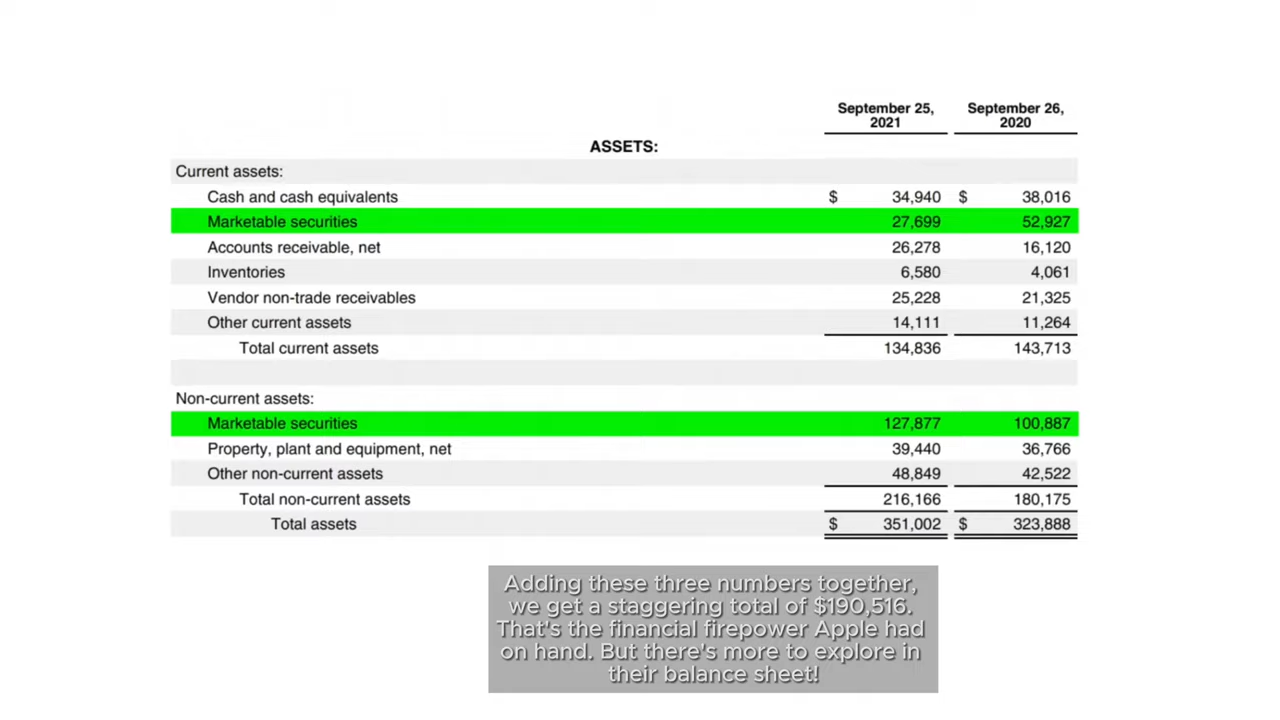 September 25, 2021 September 26, 2020
ASSETS:
Current assets:
Cash and cash equivalents $ 34,940 $ 38,016
Marketable securities 27,699 52,927
Accounts receivable, net 26,278 16,120
Inventories 6,580 4,061
Vendor non-trade receivables 25,228 21,325
Other current assets 14,111 11,264
Total current assets 134,836 143,713
Non-current assets:
Marketable securities 127,877 100,887
Property, plant and equipment, net 39,440 36,766
Other non-current assets 48,849 42,522
Total non-current assets 216,166 180,175
Total assets $ 351,002 $ 323,888
Adding these three numbers together,
we get a staggering total of $190,516.
That's the financial firepower Apple had
on hand. But there's more to explore in
their balance sheet!